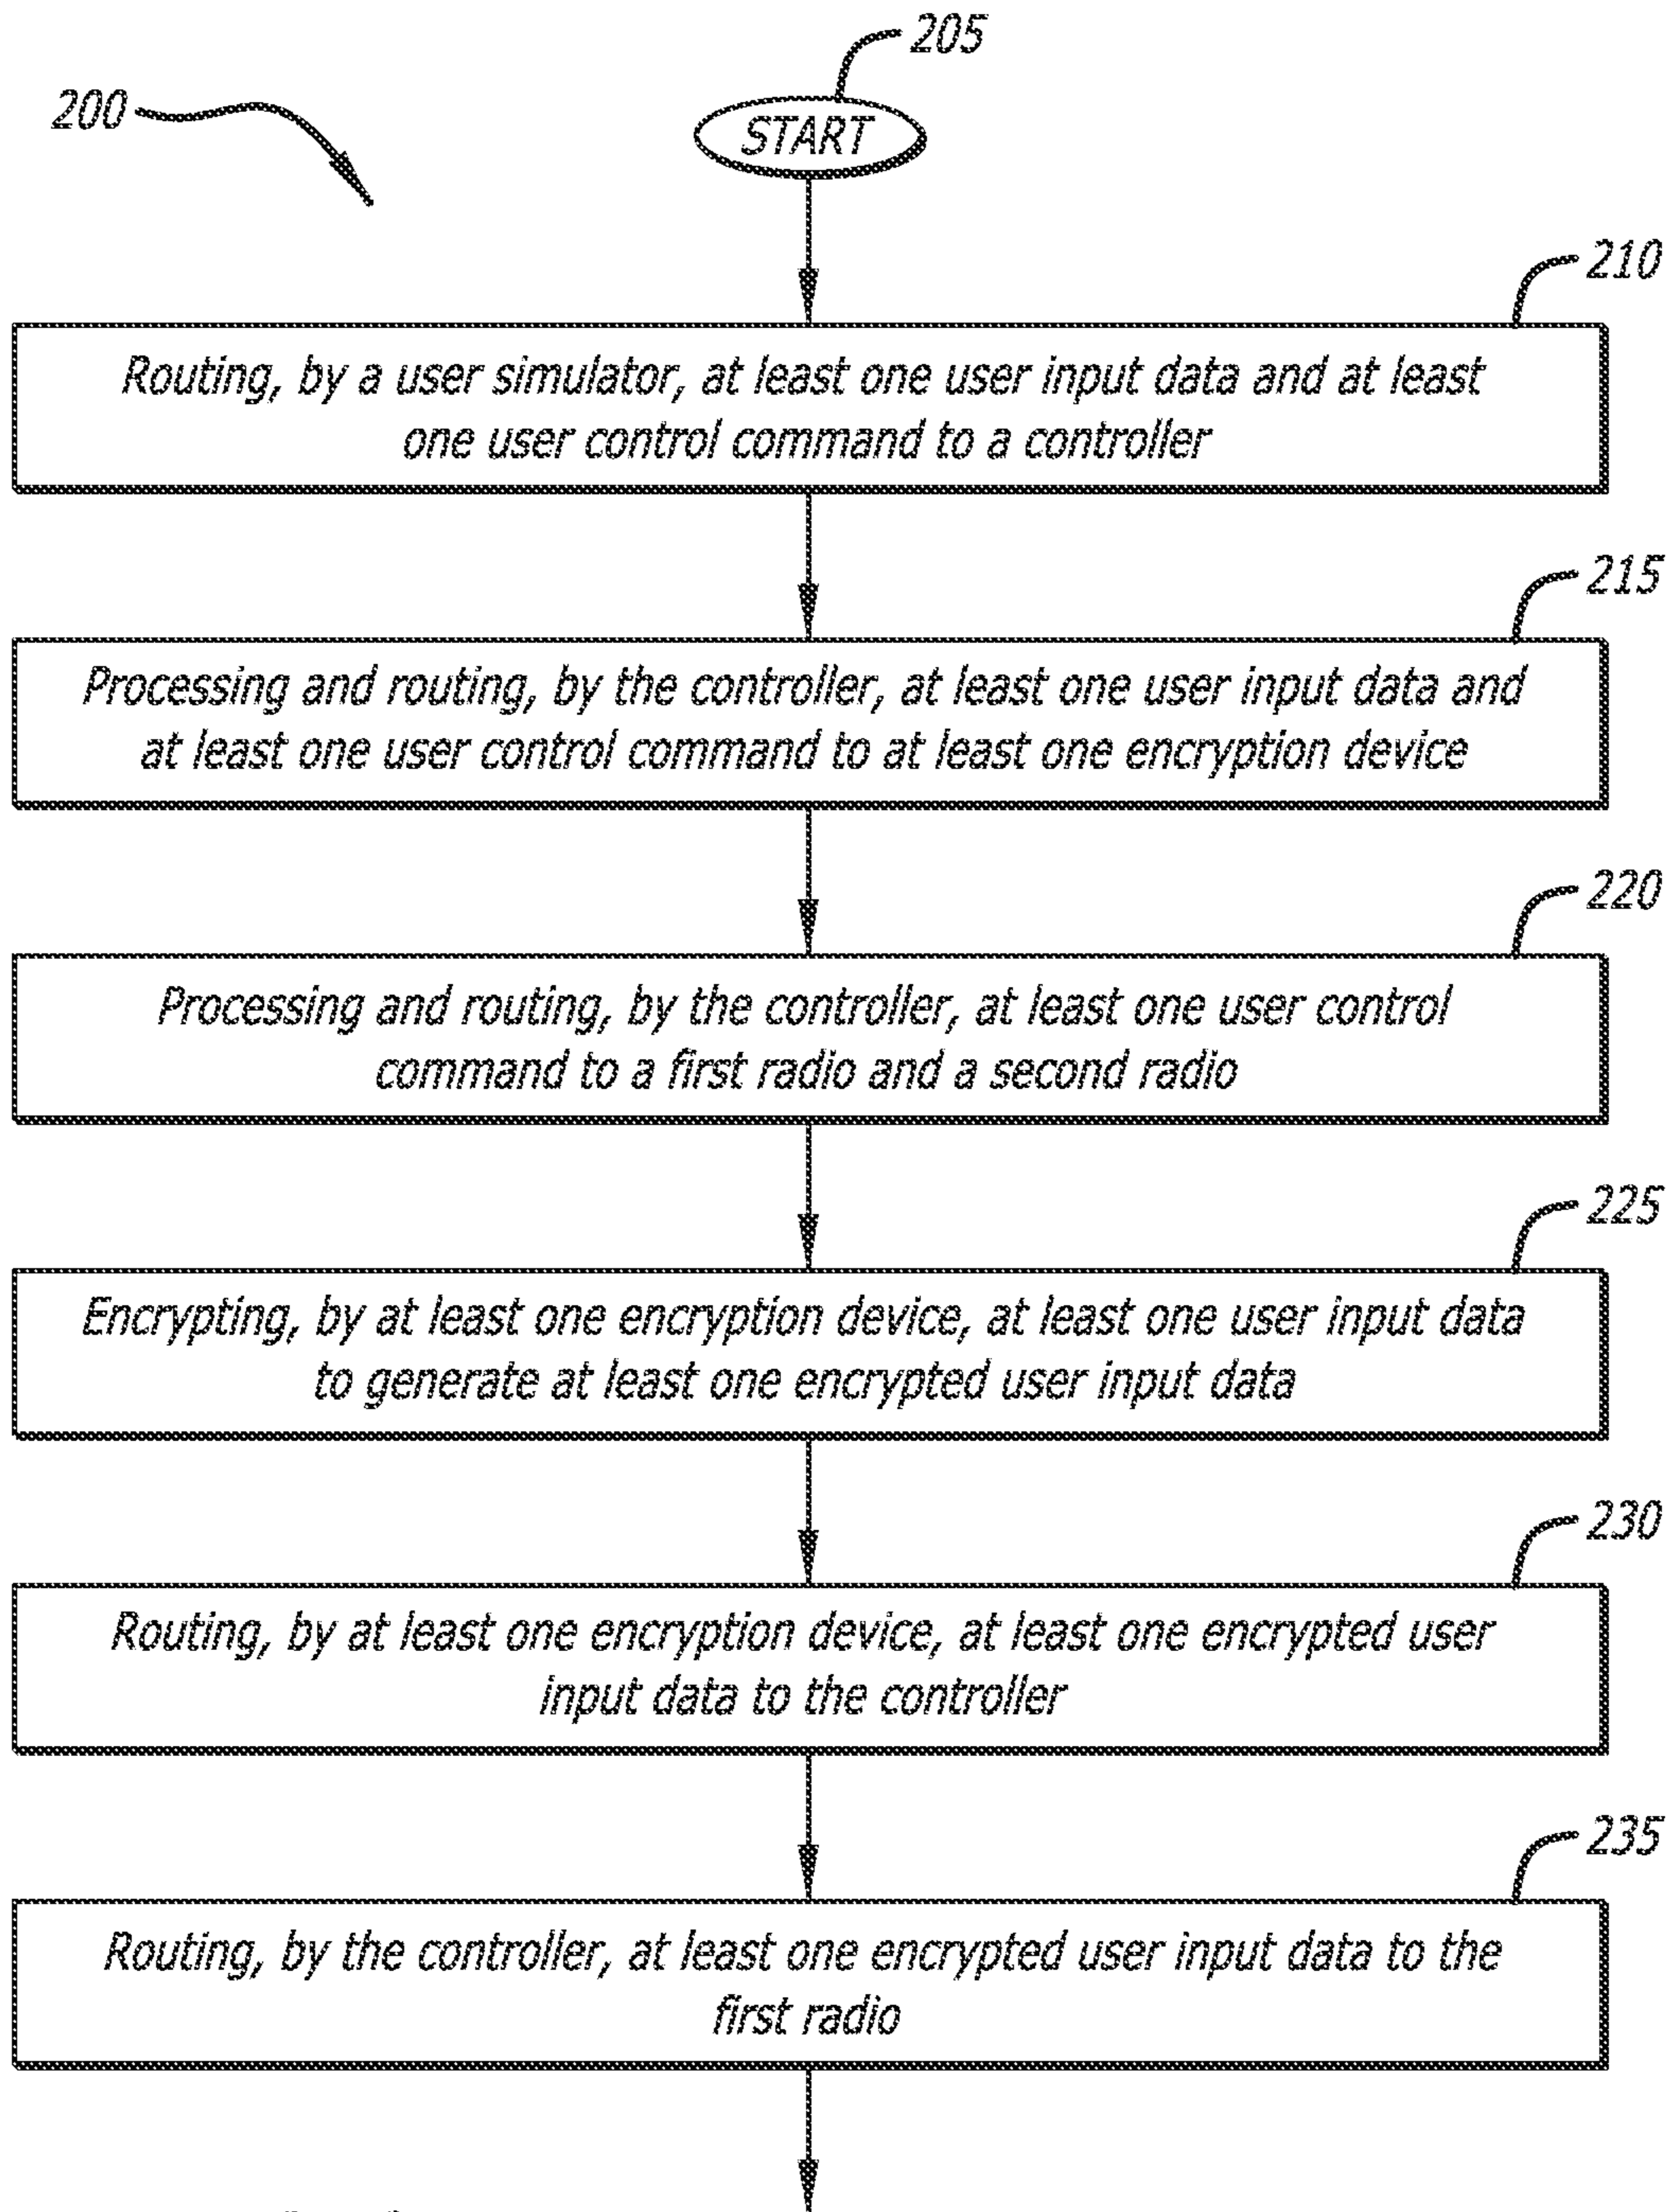 205
200
START
210
Routing, by a user simulator, at least one user input data and at least
one user control command to a controller
215
Processing and routing, by the controller, at least one user input data and
at least one user control command to at least one encryption device
220
Processing and routing, by the controller, at least one user control
command to a first radio and a second radio
225
Encrypting, by at least one encryption device, at least one user input data
to generate at least one encrypted user input data
230
Routing, by at least one encryption device, at least one encrypted user
input data to the controller
235
Routing, by the controller, at least one encrypted user input data to the
first radio